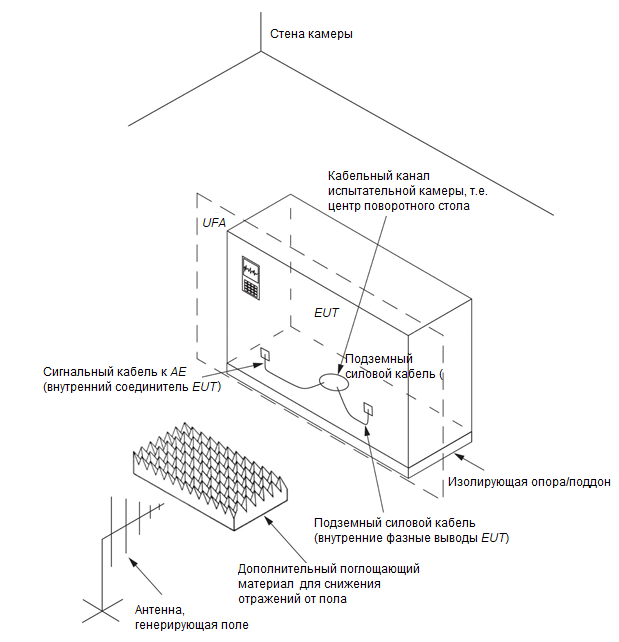 Стена камеры
Кабельный канал
испытательной камеры, т.е.
центр поворотного стола
UFA
EUT
Подземный
силовой кабель (
Сигнальный кабель к AE
(внутренний соединитель EUT)
Изолирующая опора/поддон
Подземный силовой кабель
(внутренние фазные выводы EUT)
Дополнительный поглощающий
материал для снижения
отражений от пола
Антенна,
генерирующая поле